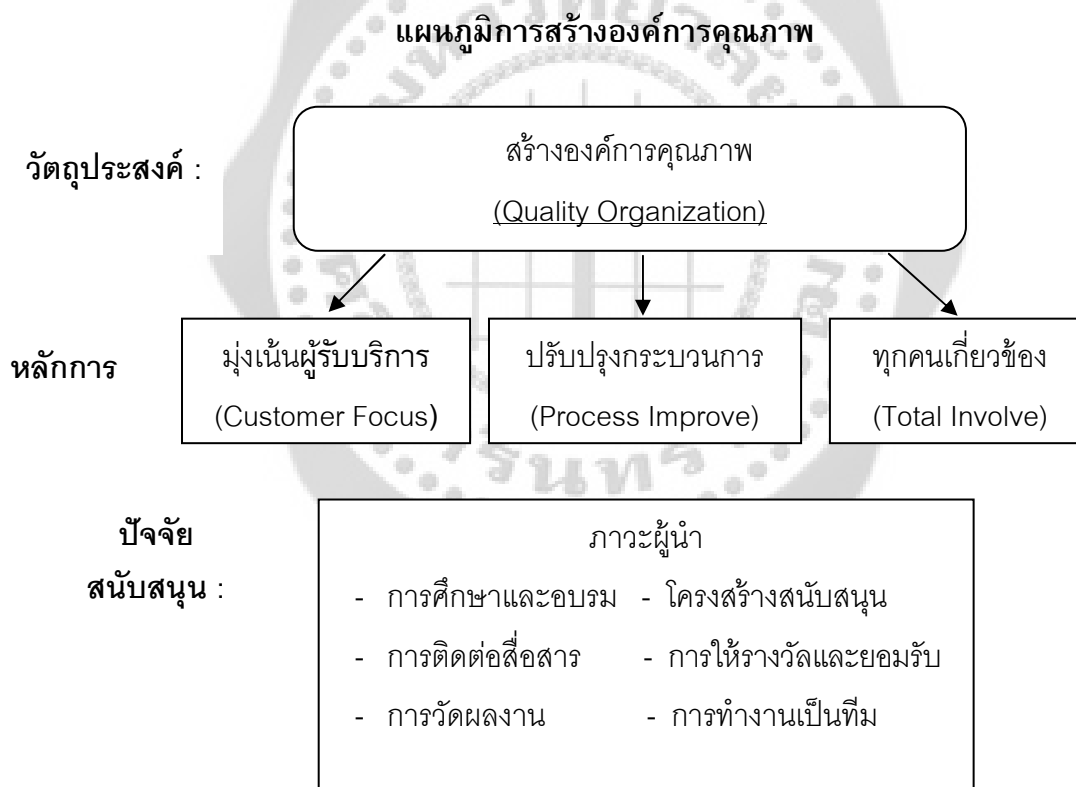 แผนภูมิการสร้างองค์การคุณภาพ
วัตถุประสงค์ :
สร้างองค์การคุณภาพ
(Quality Organization)
หลักการ
มุ่งเน้นผู้รับบริการ
(Customer Focus)
ปรับปรุงกระบวนการ
(Process Improve)
ทุกคนเกี่ยวข้อง
(Total Involve)
ปัจจัย
สนับสนุน :
ภาวะผู้นำ
- การศึกษาและอบรม - โครงสร้างสนับสนุน
- การติดต่อสื่อสาร - การให้รางวัลและยอมรับ
- การวัดผลงาน - การทำงานเป็นทีม